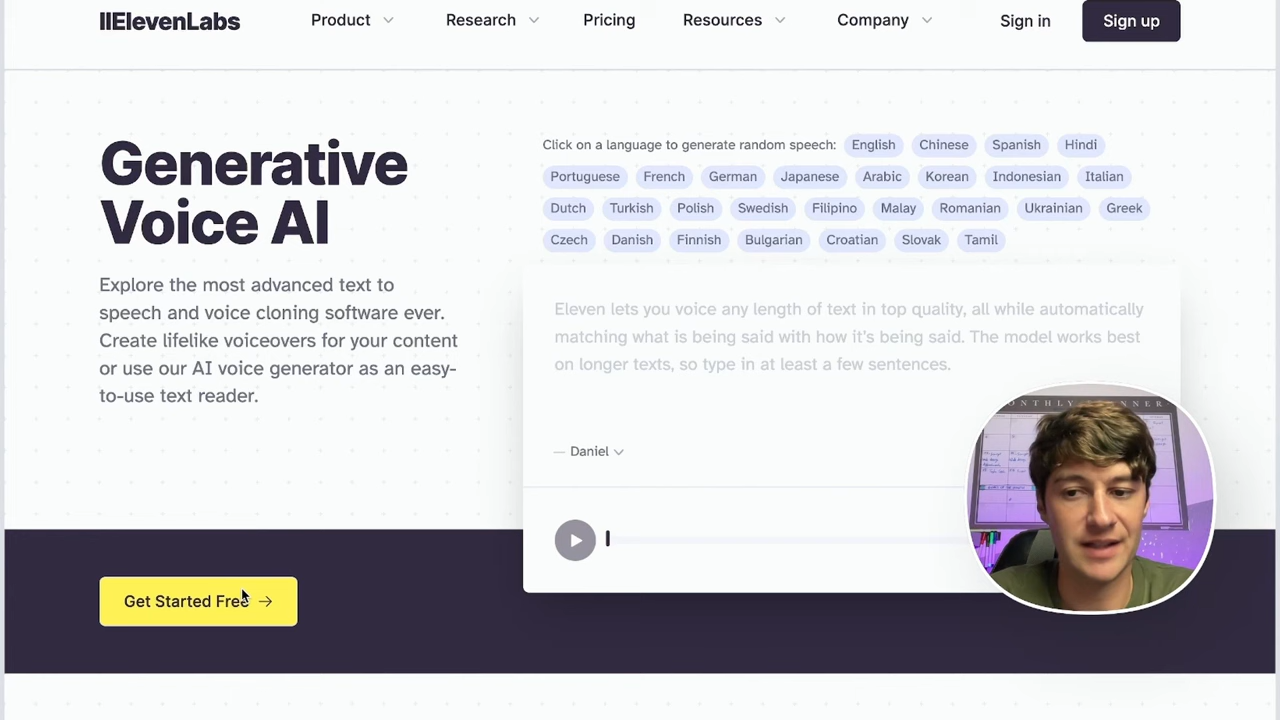 IIElevenLabs Product Research Pricing Resources Company Sign in Sign up
Generative
Voice AI
Explore the most advanced text to
speech and voice cloning software ever.
Create lifelike voiceovers for your content
or use our AI voice generator as an easy-
to-use text reader.
Get Started Free →
Click on a language to generate random speech: English Chinese Spanish Hindi
Portuguese French German Japanese Arabic Korean Indonesian Italian
Dutch Turkish Polish Swedish Filipino Malay Romanian Ukrainian Greek
Czech Danish Finnish Bulgarian Croatian Slovak Tamil
Eleven lets you voice any length of text in top quality, all while automatically
matching what is being said with how it's being said. The model works best
on longer texts, so type in at least a few sentences.
— Daniel